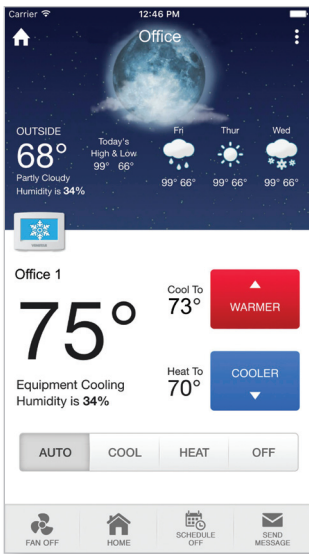 Carrier 12:46 PM
Office
OUTSIDE
68°
Partly Cloudy
Humidity is 34%
Today's
High & Low
99° 66°
Fri Thur Wed
99° 66° 99° 66° 99° 66°
Office 1
75°
Equipment Cooling
Humidity is 34%
Cool To
73°
WARMER
Heat To
70°
COOLER
AUTO COOL HEAT OFF
FAN OFF
HOME
SCHEDULE
OFF
SEND
MESSAGE